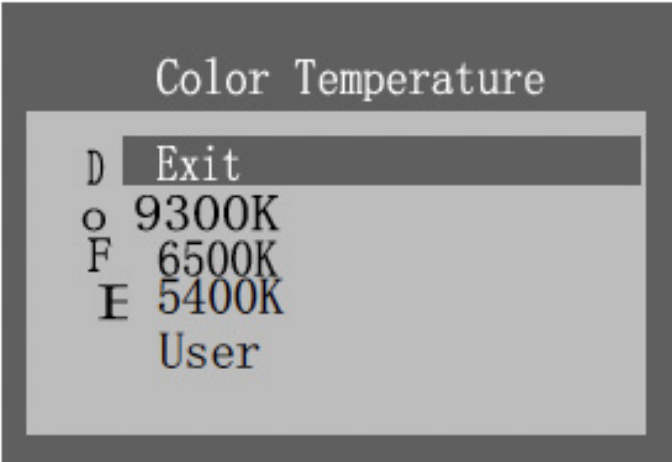 Color Temperature
D Exit
o 9300K
F 6500K
E 5400K
User